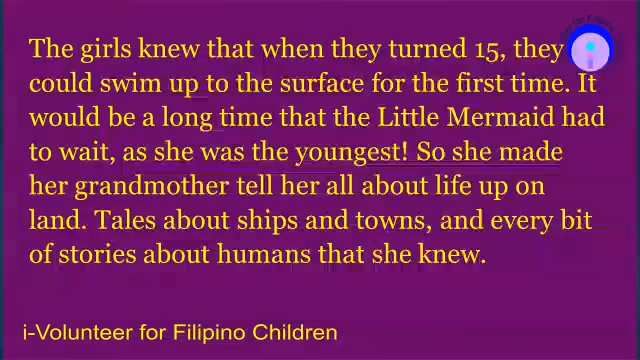 The girls knew that when they turned 15, they
could swim up to the surface for the first time. It
would be a long time that the Little Mermaid had
to wait, as she was the youngest! So she made
her grandmother tell her all about life up on
land. Tales about ships and towns, and every bit
of stories about humans that she knew.
i-Volunteer for Filipino Children
for Filipino